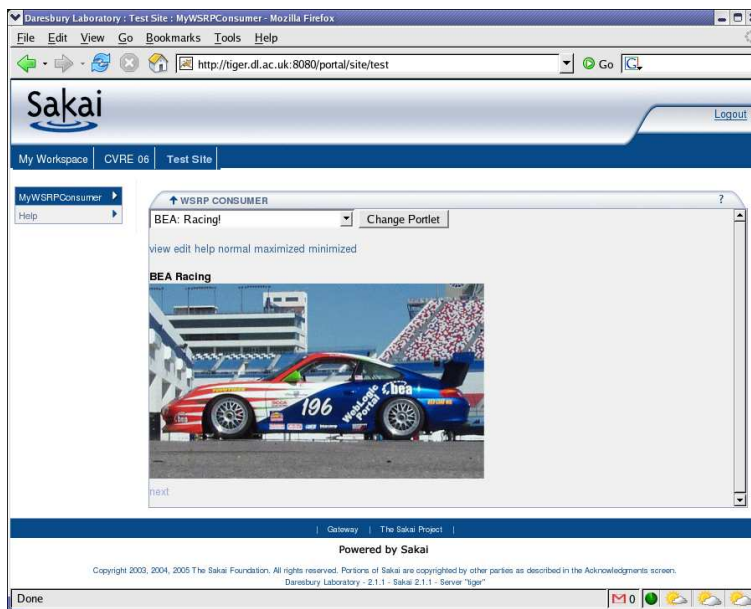 Daresbury Laboratory : Test Site : MyWSRPConsumer - Mozilla Firefox
File Edit View Go Bookmarks Tools Help
http://tiger.dl.ac.uk:8080/portal/site/test
Go
G
Sakai
Logout
My Workspace CVRE 06 Test Site
MyWSRPConsumer
Help
WSRP CONSUMER ?
BEA: Racing! Change Portlet
view edit help normal maximized minimized
BEA Racing
196
WebLogic
Portal
bea
bea
next
| Gateway | The Sakai Project |
Powered by Sakai
Copyright 2003, 2004, 2005 The Sakai Foundation. All rights reserved. Portions of Sakai are copyrighted by other parties as described in the Acknowledgments screen.
Daresbury Laboratory - 2.1.1 - Sakai 2.1.1 - Server "tiger"
Done
0